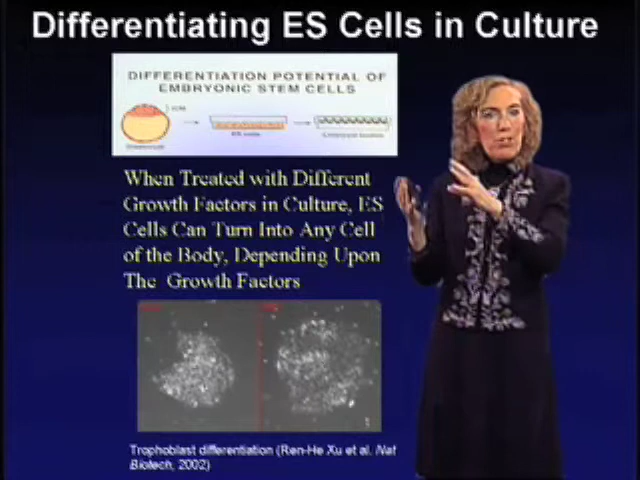 Differentiating ES Cells in Culture
DIFFERENTIATION POTENTIAL OF
EMBRYONIC STEM CELLS
When Treated with Different
Growth Factors in Culture, ES
Cells Can Turn Into Any Cell
of the Body, Depending Upon
The Growth Factors
Trophoblast differentiation (Ren-He Xu et al. Nat
Biotech, 2002)